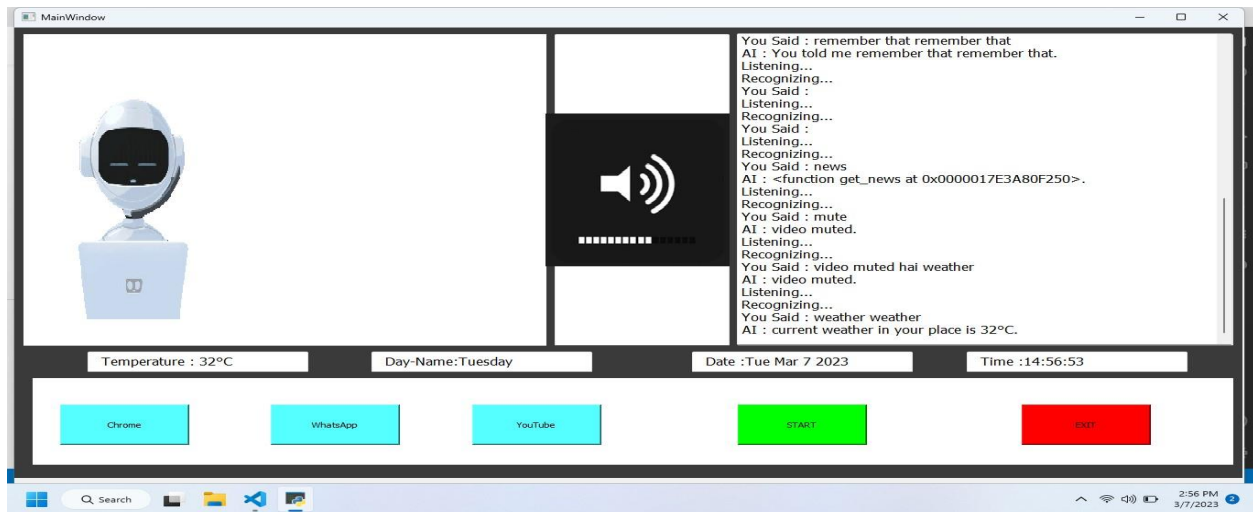 MainWindow
You Said : remember that remember that
AI : You told me remember that remember that.
Listening...
Recognizing...
You Said :
Listening...
Recognizing...
You Said :
Listening...
Recognizing...
You Said : news
AI : <function get_news at 0x0000017E3A80F250>.
Listening...
Recognizing...
You Said : mute
AI : video muted.
Listening...
Recognizing...
You Said : video muted hai weather
AI : video muted.
Listening...
Recognizing...
You Said : weather weather
AI : current weather in your place is 32°C.
Temperature : 32°C
Day-Name:Tuesday
Date :Tue Mar 7 2023
Time :14:56:53
Chrome
WhatsApp
YouTube
START
EXIT
Search
2:56 PM
3/7/2023
2